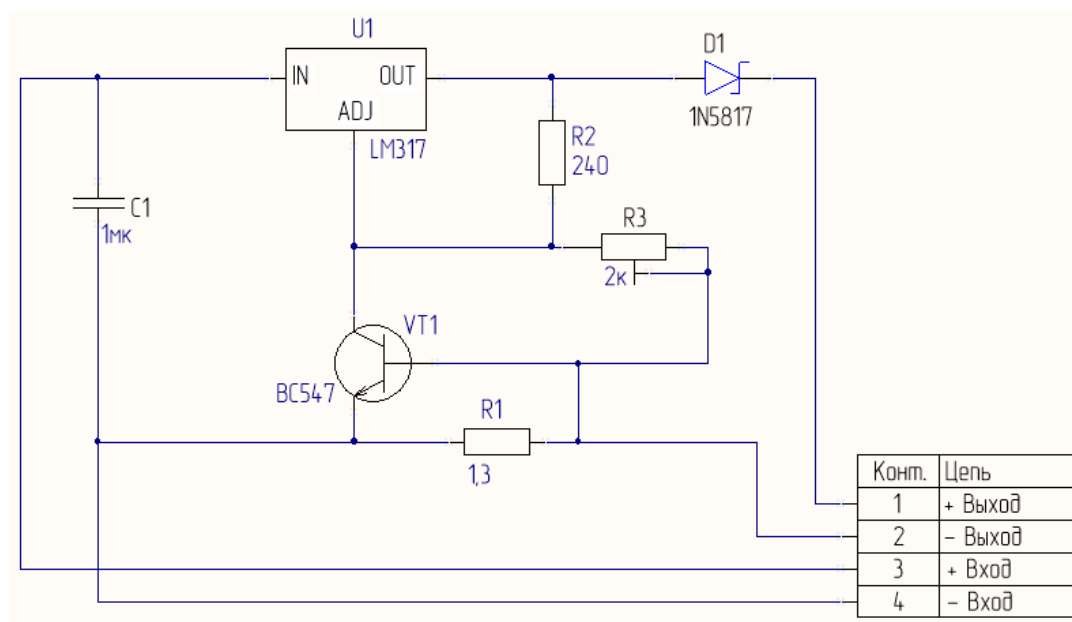 U1
IN OUT
ADJ
LM317
D1
1N5817
R2
240
C1
1мк
R3
2к
VT1
BC547
R1
1,3
Конт. Цепь
1 + Выход
2 – Выход
3 + Вход
4 – Вход